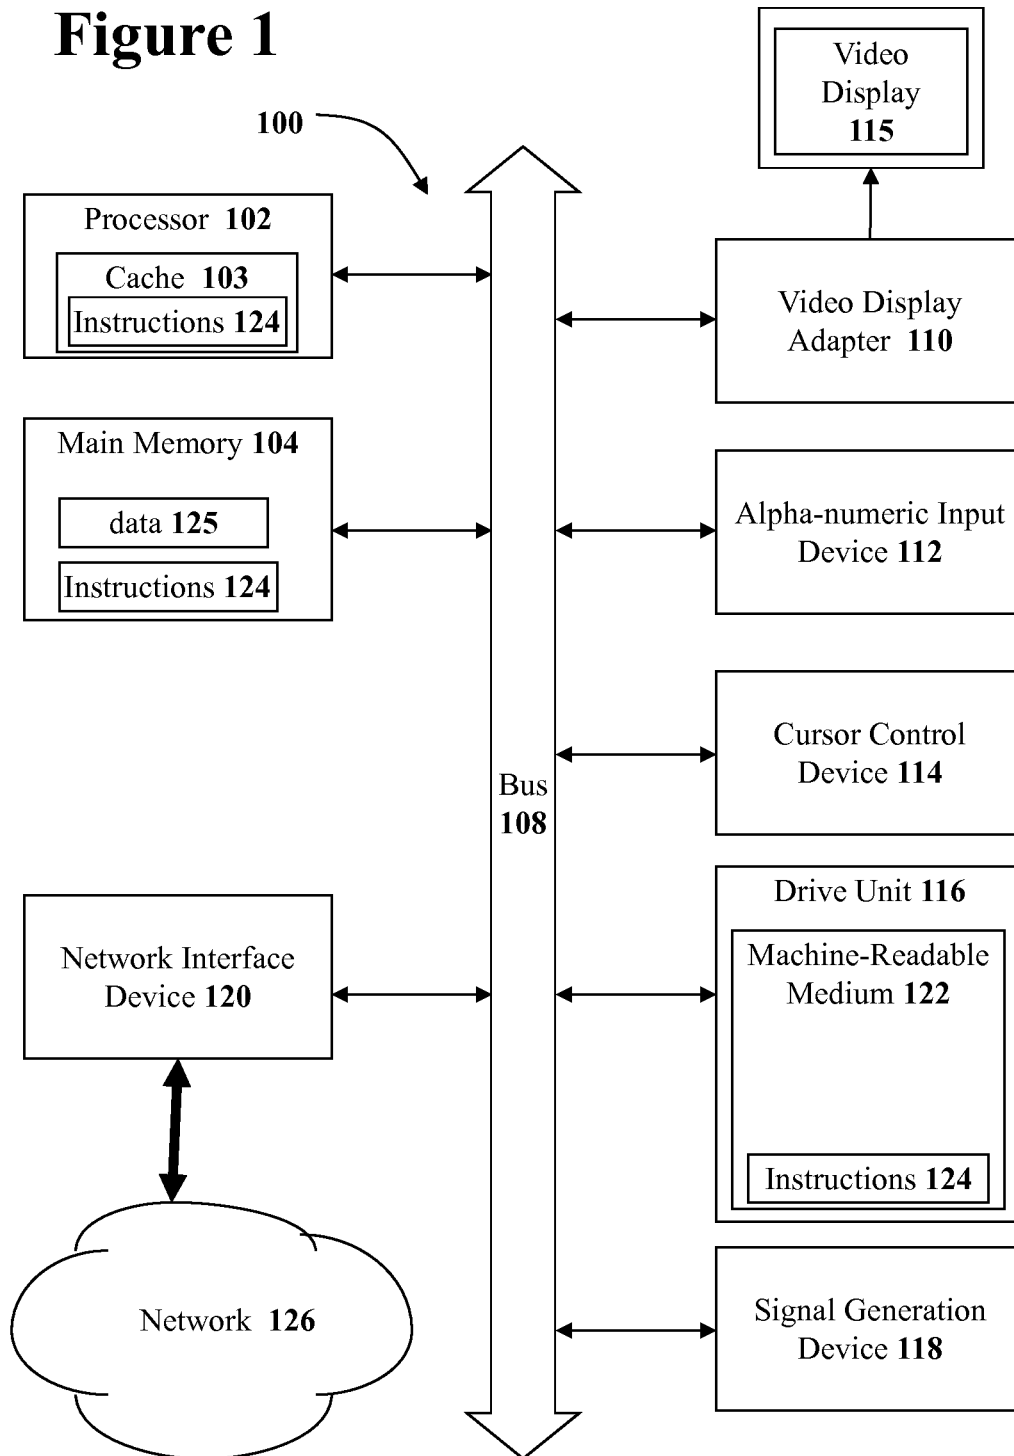 Figure 1
100
Video
Display
115
Processor 102
Cache 103
Instructions 124
Video Display
Adapter 110
Main Memory 104
data 125
Instructions 124
Alpha-numeric Input
Device 112
Cursor Control
Device 114
Bus
108
Drive Unit 116
Machine-Readable
Medium 122
Instructions 124
Network Interface
Device 120
Network 126
Signal Generation
Device 118